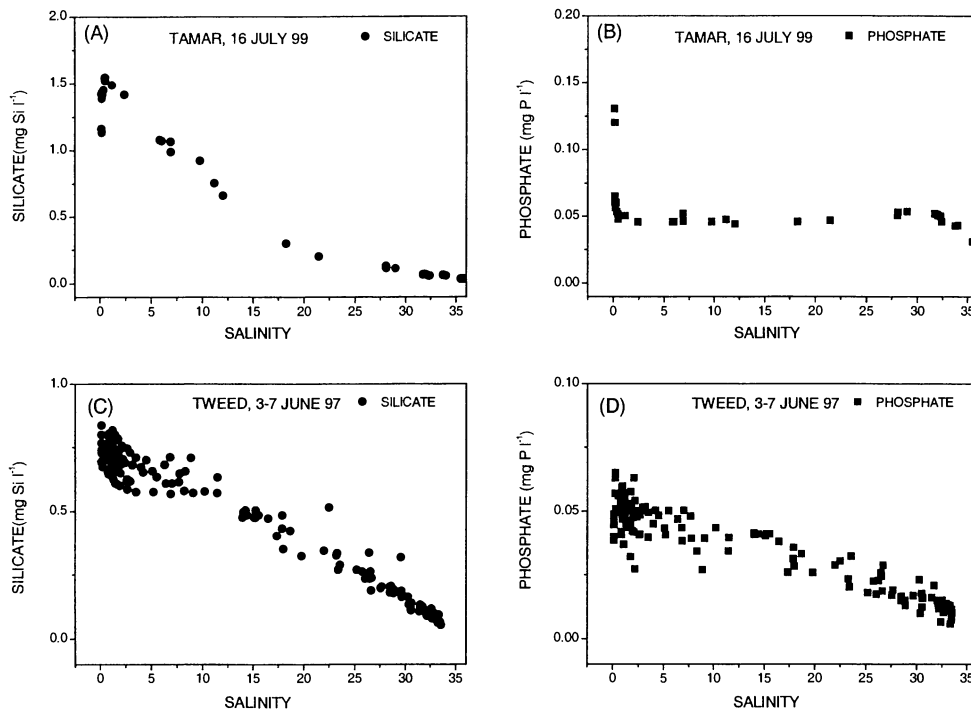 (A)
TAMAR, 16 JULY 99 ● SILICATE
SILICATE(mg Si l⁻¹)
2.0
1.5
1.0
0.5
0.0
0 5 10 15 20 25 30 35
SALINITY
(B)
TAMAR, 16 JULY 99 ■ PHOSPHATE
PHOSPHATE (mg P l⁻¹)
0.20
0.15
0.10
0.05
0.00
0 5 10 15 20 25 30 35
SALINITY
(C)
TWEED, 3-7 JUNE 97 ● SILICATE
SILICATE(mg Si l⁻¹)
1.0
0.5
0.0
0 5 10 15 20 25 30 35
SALINITY
(D)
TWEED, 3-7 JUNE 97 ■ PHOSPHATE
PHOSPHATE (mg P l⁻¹)
0.10
0.05
0.00
0 5 10 15 20 25 30 35
SALINITY